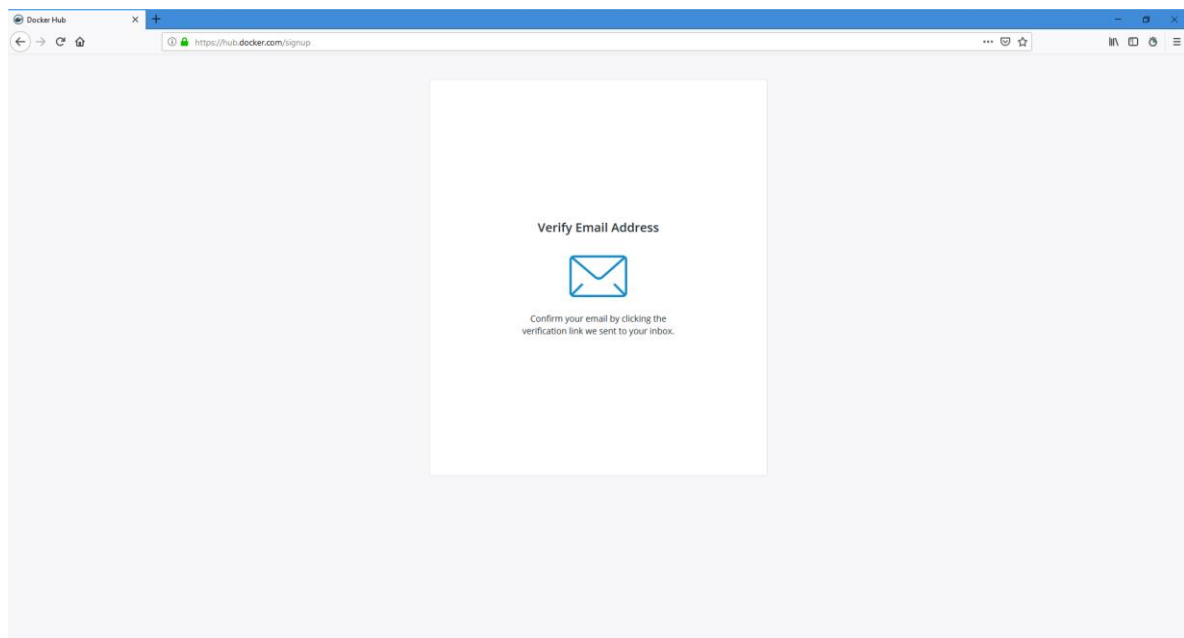 Docker Hub
https://hub.docker.com/signup
Verify Email Address
Confirm your email by clicking the
verification link we sent to your inbox.